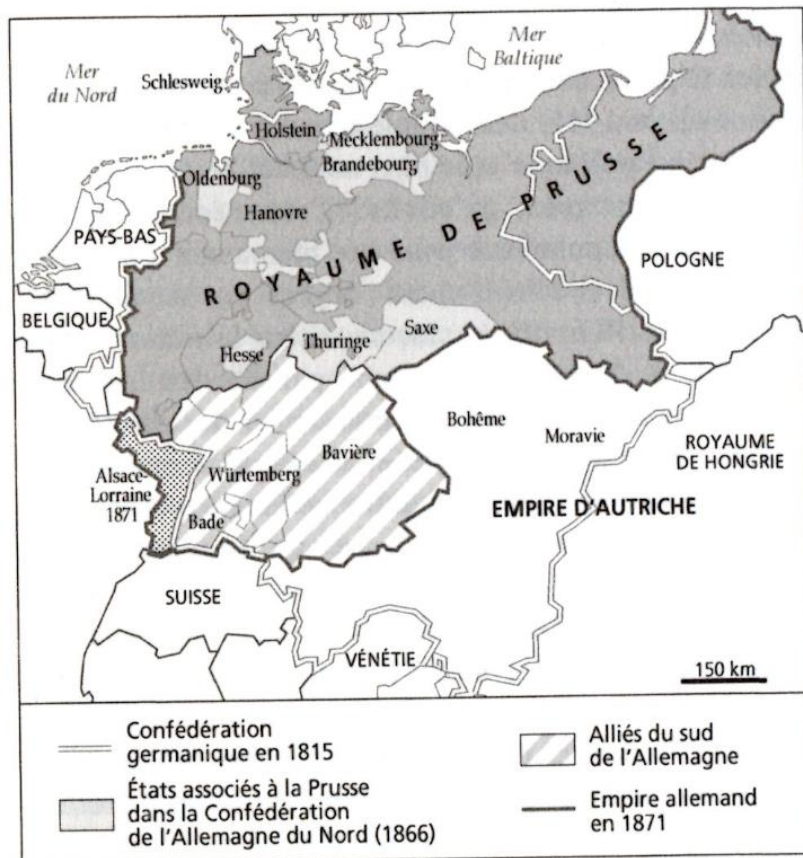 Mer
du Nord
Mer
Baltique
Schlesweig
Holstein
Mecklembourg
Brandebourg
Oldenburg
Hanovre
PAYS-BAS
ROYAUME DE PRUSSE
POLOGNE
BELGIQUE
Hesse
Thuringe
Saxe
Bohême
Moravie
ROYAUME
DE HONGRIE
Alsace-
Lorraine
1871
Würtemberg
Bavière
Bade
EMPIRE D'AUTRICHE
SUISSE
VÉNÉTIE
150 km
Confédération
germanique en 1815
États associés à la Prusse
dans la Confédération
de l'Allemagne du Nord (1866)
Alliés du sud
de l'Allemagne
Empire allemand
en 1871